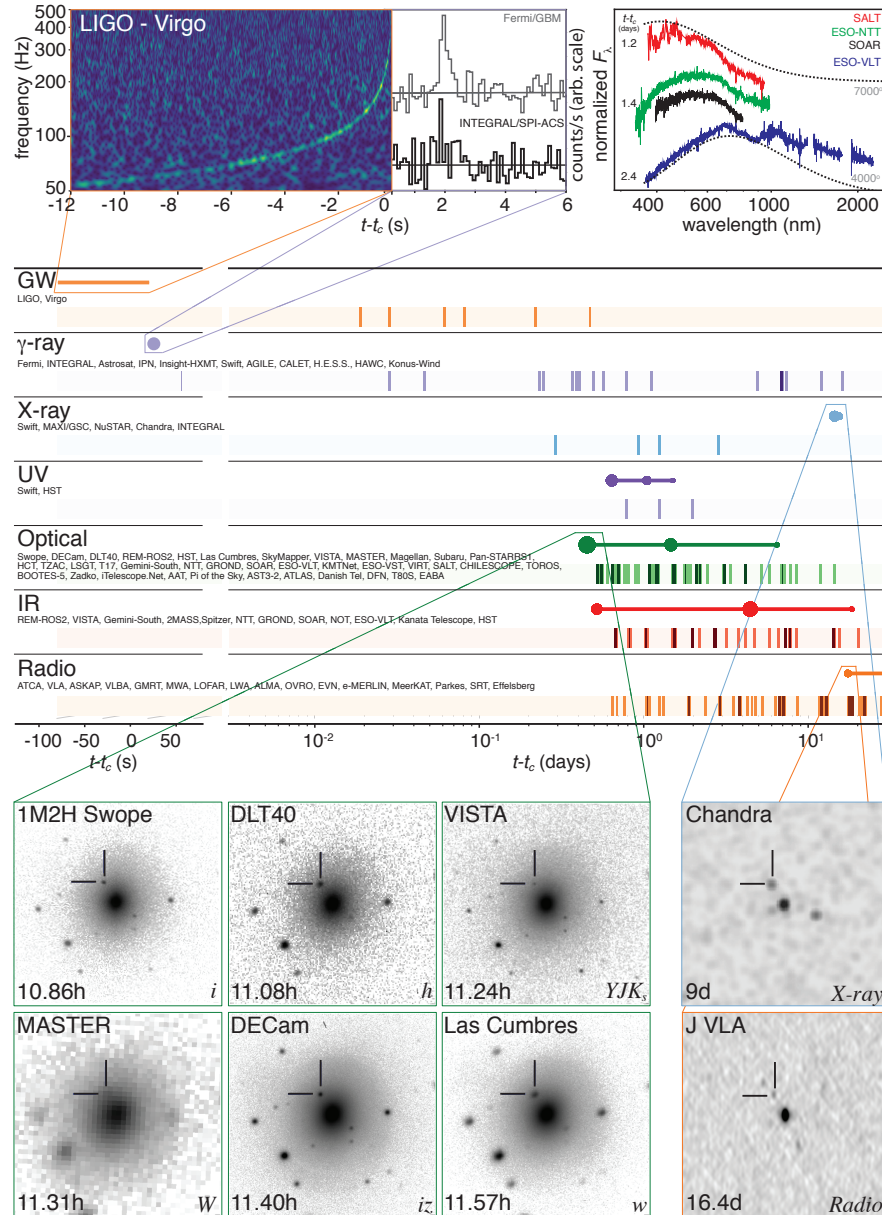 LIGO - Virgo
frequency (Hz)
500
400
300
200
100
50
-12
-10
-8
-6
-4
-2
0
2
4
6
t-tc (s)
Fermi/GBM
INTEGRAL/SPI-ACS
counts/s (arb. scale)
normalized Fλ
t-tc
(days)
1.2
1.4
2.4
SALT
ESO-NTT
SOAR
ESO-VLT
7000°
4000°
400
600
1000
2000
wavelength (nm)
GW
LIGO, Virgo
γ-ray
Fermi, INTEGRAL, Astrosat, IPN, Insight-HXMT, Swift, AGILE, CALET, H.E.S.S., HAWC, Konus-Wind
X-ray
Swift, MAXI/GSC, NuSTAR, Chandra, INTEGRAL
UV
Swift, HST
Optical
Swope, DECam, DLT40, REM-ROS2, HST, Las Cumbres, SkyMapper, VISTA, MASTER, Magellan, Subaru, Pan-STARRS1,
HCT, TZAC, LSGT, T17, Gemini-South, NTT, GROND, SOAR, ESO-VLT, KMTNet, ESO-VST, VIRT, SALT, CHILESCOPE, TOROS,
BOOTES-5, Zadko, iTelescope.Net, AAT, Pi of the Sky, AST3-2, ATLAS, Danish Tel, DFN, T80S, EABA
IR
REM-ROS2, VISTA, Gemini-South, 2MASS,Spitzer, NTT, GROND, SOAR, NOT, ESO-VLT, Kanata Telescope, HST
Radio
ATCA, VLA, ASKAP, VLBA, GMRT, MWA, LOFAR, LWA, ALMA, OVRO, EVN, e-MERLIN, MeerKAT, Parkes, SRT, Effelsberg
-100
-50
0
50
t-tc (s)
10-2
10-1
100
101
t-tc (days)
1M2H Swope
10.86h
i
DLT40
11.08h
h
VISTA
11.24h
YJKs
Chandra
9d
X-ray
MASTER
11.31h
W
DECam
11.40h
iz
Las Cumbres
11.57h
w
J VLA
16.4d
Radio